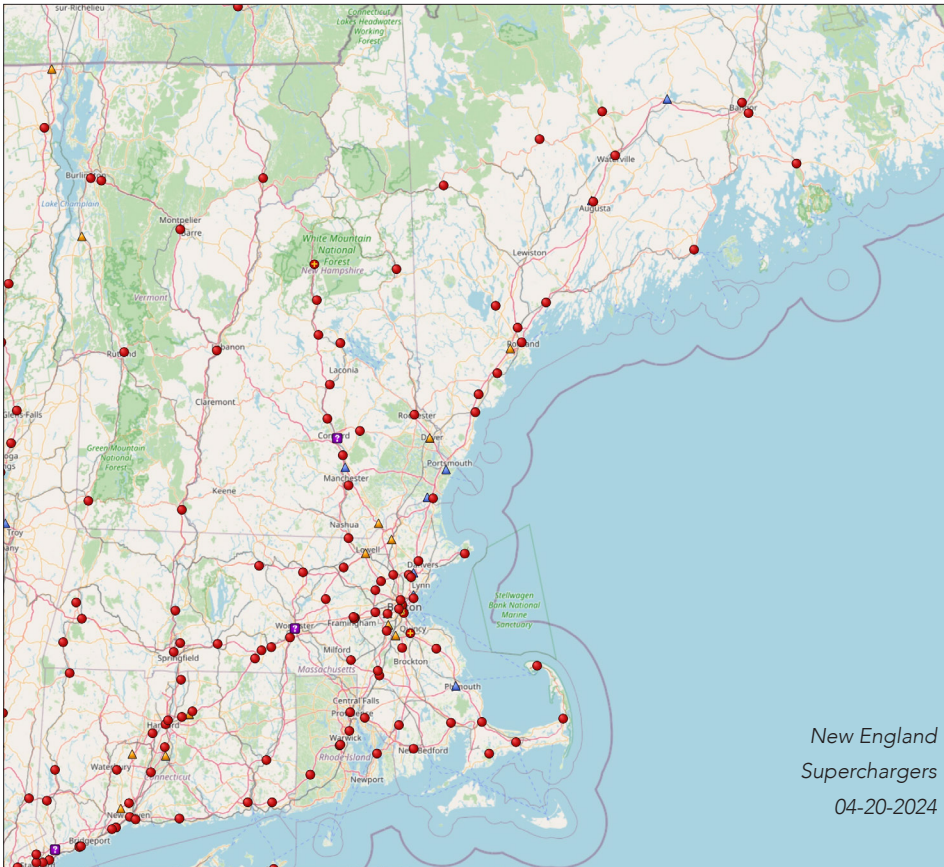 sur-Richelieu
Connecticut
Lakes Headwaters
Working
Forest
Bangor
Waterville
Burlington
Lake Champlain
Augusta
Montpelier
Barre
White Mountain
National
Forest
New Hampshire
Lewiston
Vermont
Portland
Rutland
Lebanon
Laconia
Claremont
Glens Falls
Rochester
Concord
Dover
Green Mountain
National
Forest
Portsmouth
Manchester
Keene
Troy
Nashua
Lowell
Danvers
Lynn
Stellwagen
Bank National
Marine
Sanctuary
Boston
Worcester
Framingham
Quincy
Milford
Springfield
Brockton
Massachusetts
Plymouth
Central Falls
Providence
Hartford
Warwick
New Bedford
Rhode Island
Waterbury
Connecticut
Newport
New Haven
Bridgeport
Stamford
New England
Superchargers
04-20-2024